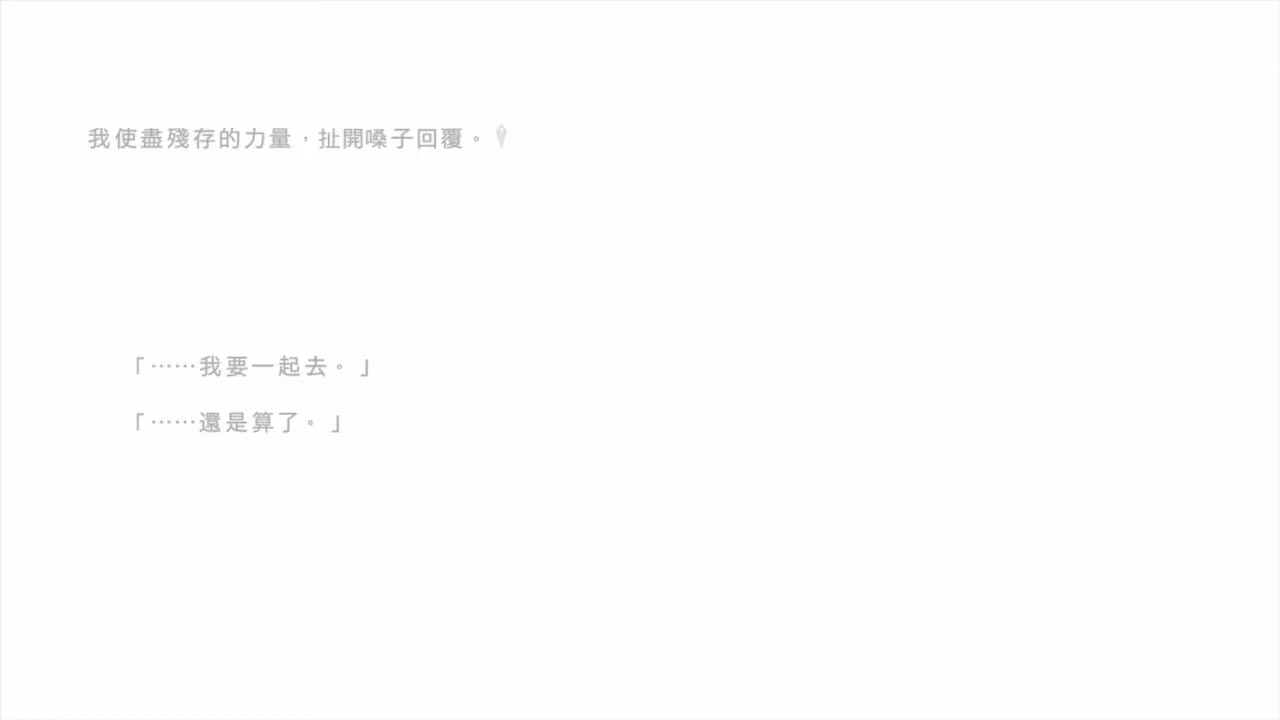 我使盡殘存的力量，扯開嗓子回覆。
「……我要一起去。」
「……還是算了。」